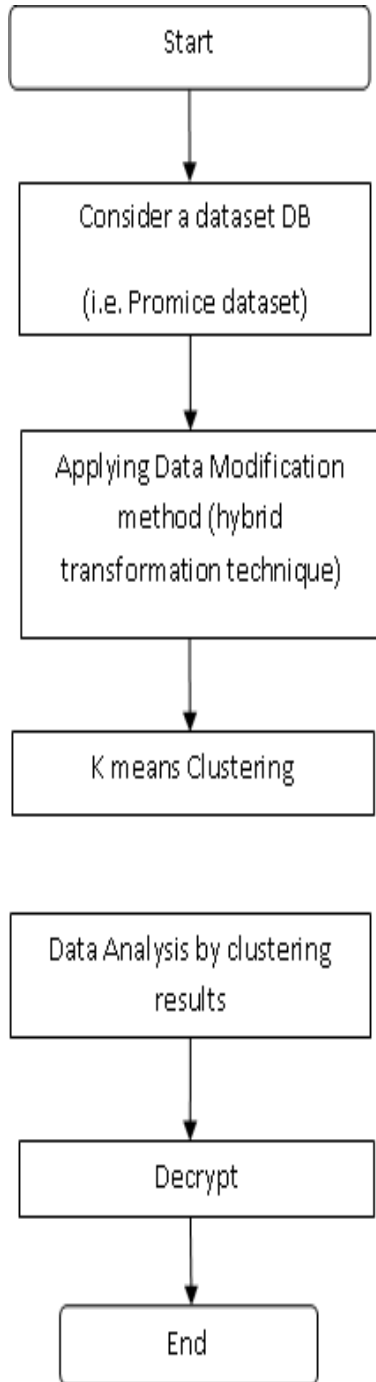 Start
Consider a dataset DB
(i.e. Promice dataset)
Applying Data Modification
method (hybrid
transformation technique)
K means Clustering
Data Analysis by clustering
results
Decrypt
End